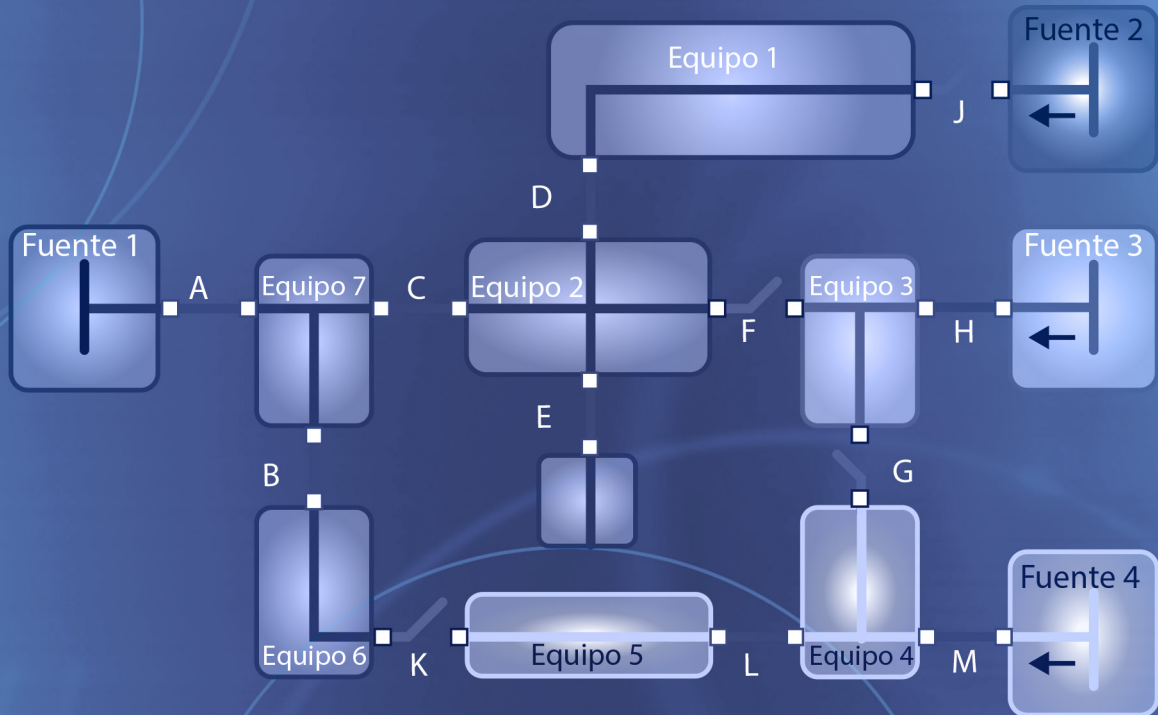 Equipo 1
Fuente 2
J
D
Fuente 1
A
Equipo 7
C
Equipo 2
F
Equipo 3
H
Fuente 3
E
B
G
Equipo 6
K
Equipo 5
L
Equipo 4
M
Fuente 4